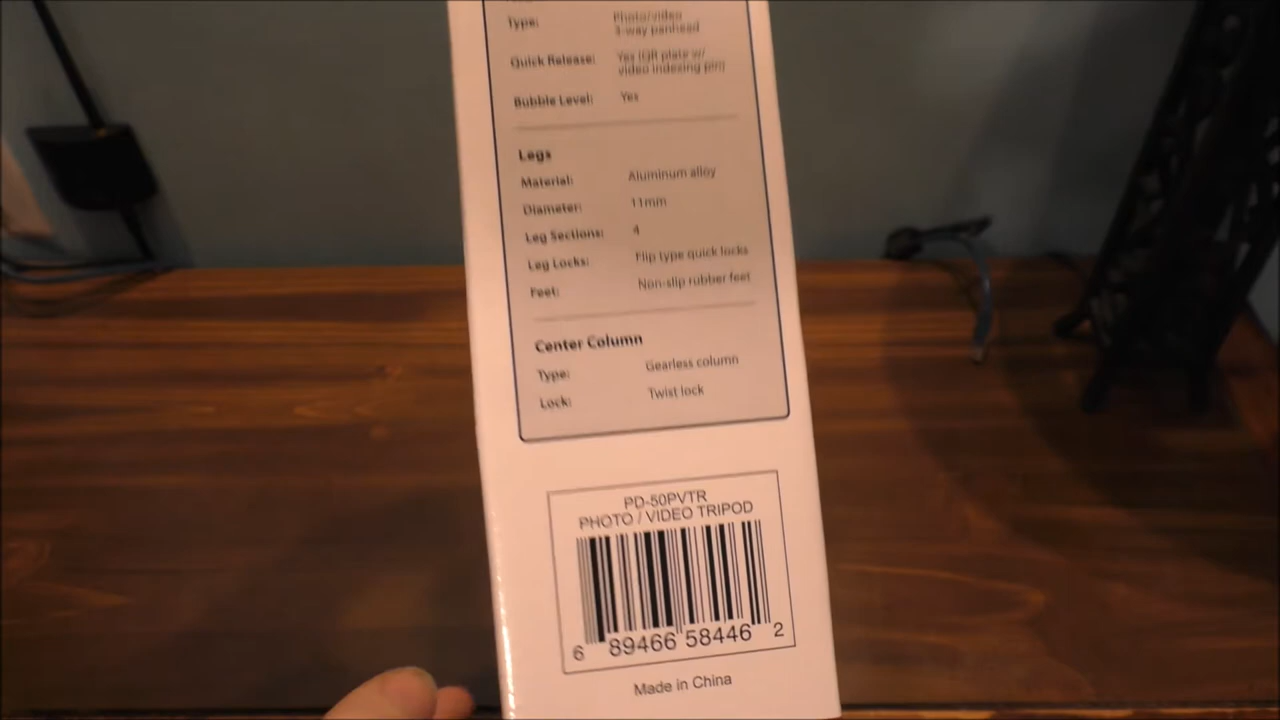 Type: Photo/video
3-way panhead
Quick Release: Yes (QR plate w/
video indexing pin)
Bubble Level: Yes
Legs
Material: Aluminum alloy
Diameter: 11mm
Leg Sections: 4
Leg Locks: Flip type quick locks
Feet: Non-slip rubber feet
Center Column
Type: Gearless column
Lock: Twist lock
PD-50PVTR
PHOTO / VIDEO TRIPOD
6 89466 58446 2
Made in China